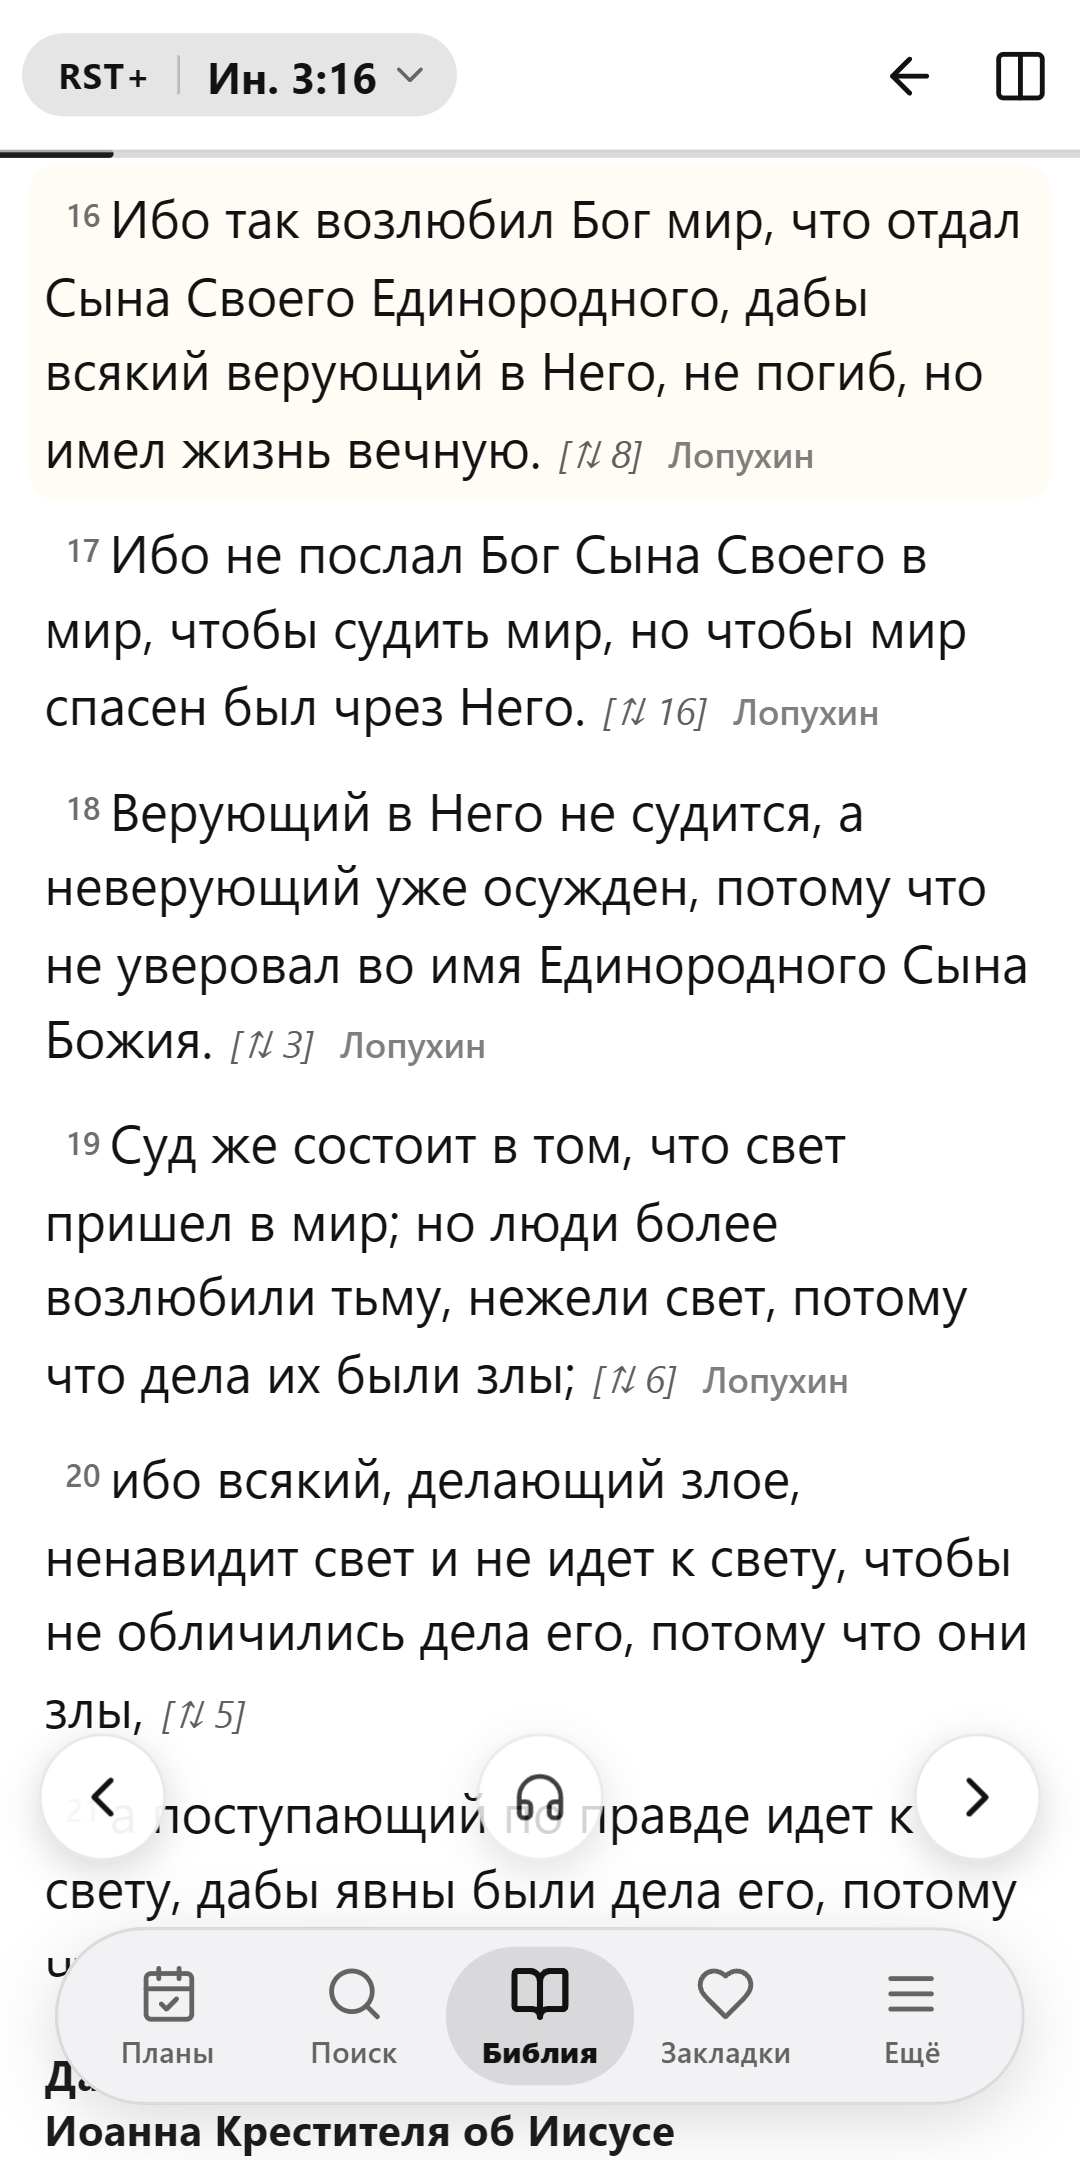 RST+ Ин. 3:16
16 Ибо так возлюбил Бог мир, что отдал
Сына Своего Единородного, дабы
всякий верующий в Него, не погиб, но
имел жизнь вечную. [⇅ 8] Лопухин
17 Ибо не послал Бог Сына Своего в
мир, чтобы судить мир, но чтобы мир
спасен был чрез Него. [⇅ 16] Лопухин
18 Верующий в Него не судится, а
неверующий уже осужден, потому что
не уверовал во имя Единородного Сына
Божия. [⇅ 3] Лопухин
19 Суд же состоит в том, что свет
пришел в мир; но люди более
возлюбили тьму, нежели свет, потому
что дела их были злы; [⇅ 6] Лопухин
20 ибо всякий, делающий злое,
ненавидит свет и не идет к свету, чтобы
не обличились дела его, потому что они
злы, [⇅ 5]
21 а поступающий по правде идет к
свету, дабы явны были дела его, потому
Планы Поиск Библия Закладки Ещё
Иоанна Крестителя об Иисусе